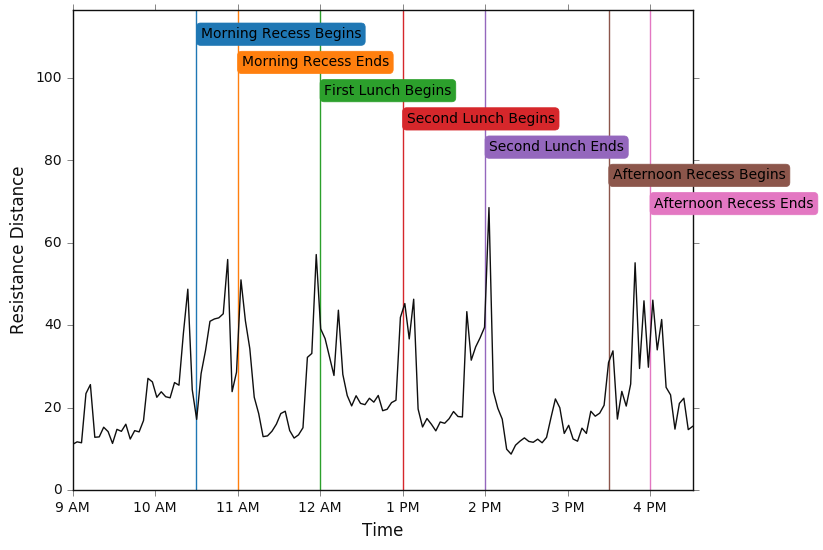 Morning Recess Begins
Morning Recess Ends
100
First Lunch Begins
Second Lunch Begins
80
Second Lunch Ends
Afternoon Recess Begins
Afternoon Recess Ends
60
40
20
0
Resistance Distance
9 AM 10 AM 11 AM 12 AM 1 PM 2 PM 3 PM 4 PM
Time